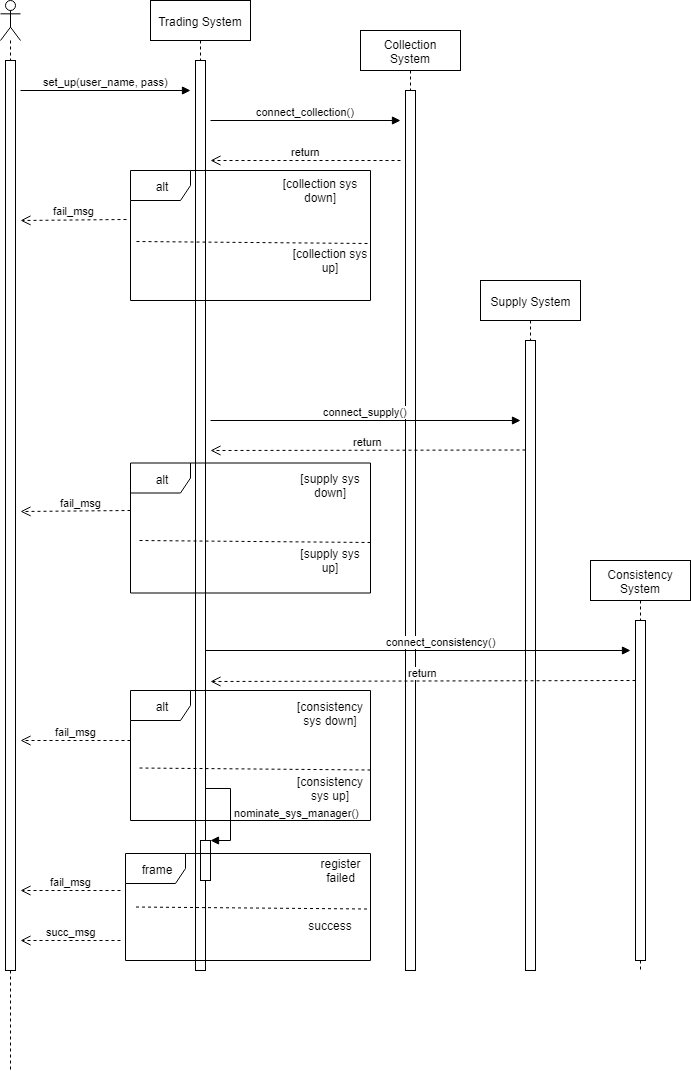 Trading System
Collection
System
set_up(user_name, pass)
connect_collection()
return
alt
[collection sys
down]
fail_msg
[collection sys
up]
Supply System
connect_supply()
return
alt
[supply sys
down]
fail_msg
[supply sys
up]
Consistency
System
connect_consistency()
return
alt
[consistency
sys down]
fail_msg
[consistency
sys up]
nominate_sys_manager()
frame
register
failed
fail_msg
success
succ_msg